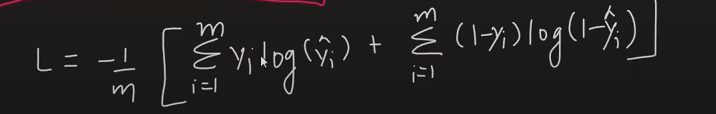 L = -1/m [ Σ_{i=1}^{m} y_i log(ŷ_i) + Σ_{i=1}^{m} (1-y_i) log(1-ŷ_i) ]